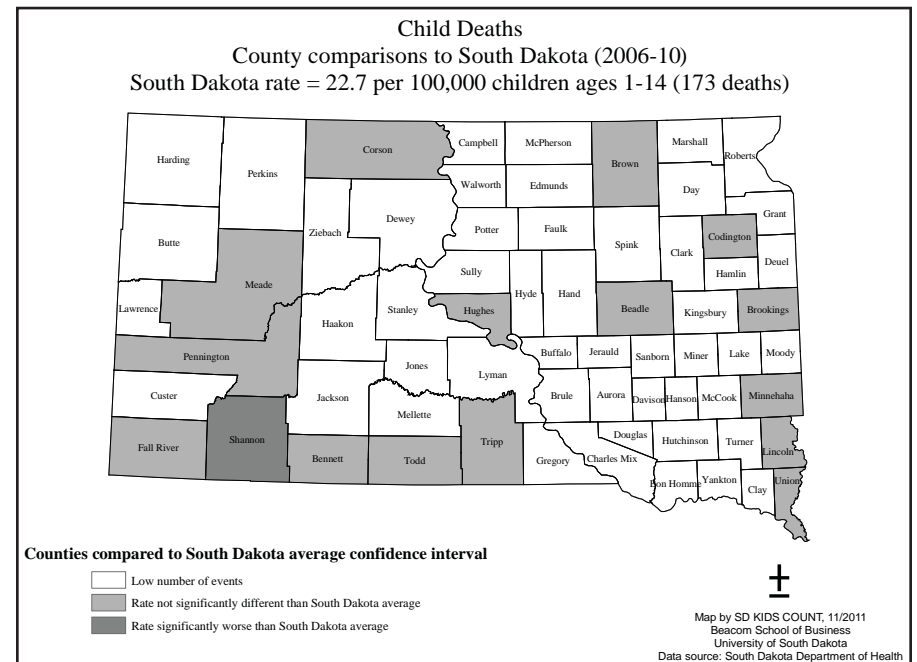 Child Deaths
County comparisons to South Dakota (2006-10)
South Dakota rate = 22.7 per 100,000 children ages 1-14 (173 deaths)
Harding
Perkins
Corson
Campbell
McPherson
Brown
Marshall
Roberts
Walworth
Edmunds
Day
Butte
Ziebach
Dewey
Potter
Faulk
Spink
Clark
Codington
Grant
Meade
Sully
Hyde
Hand
Hamlin
Deuel
Lawrence
Haakon
Stanley
Hughes
Beadle
Kingsbury
Brookings
Pennington
Jones
Lyman
Buffalo
Jerauld
Sanborn
Miner
Lake
Moody
Custer
Jackson
Mellette
Brule
Aurora
Davison
Hanson
McCook
Minnehaha
Fall River
Shannon
Bennett
Todd
Tripp
Gregory
Charles Mix
Douglas
Hutchinson
Turner
Lincoln
Bon Homme
Yankton
Clay
Union
Counties compared to South Dakota average confidence interval
Low number of events
Rate not significantly different than South Dakota average
Rate significantly worse than South Dakota average
±
Map by SD KIDS COUNT, 11/2011
Beacom School of Business
University of South Dakota
Data source: South Dakota Department of Health